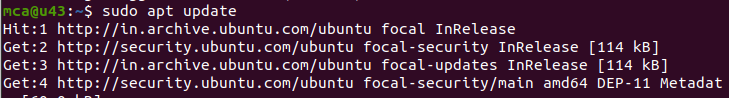 mca@u43:~$ sudo apt update
Hit:1 http://in.archive.ubuntu.com/ubuntu focal InRelease
Get:2 http://security.ubuntu.com/ubuntu focal-security InRelease [114 kB]
Get:3 http://in.archive.ubuntu.com/ubuntu focal-updates InRelease [114 kB]
Get:4 http://security.ubuntu.com/ubuntu focal-security/main amd64 DEP-11 Metadat